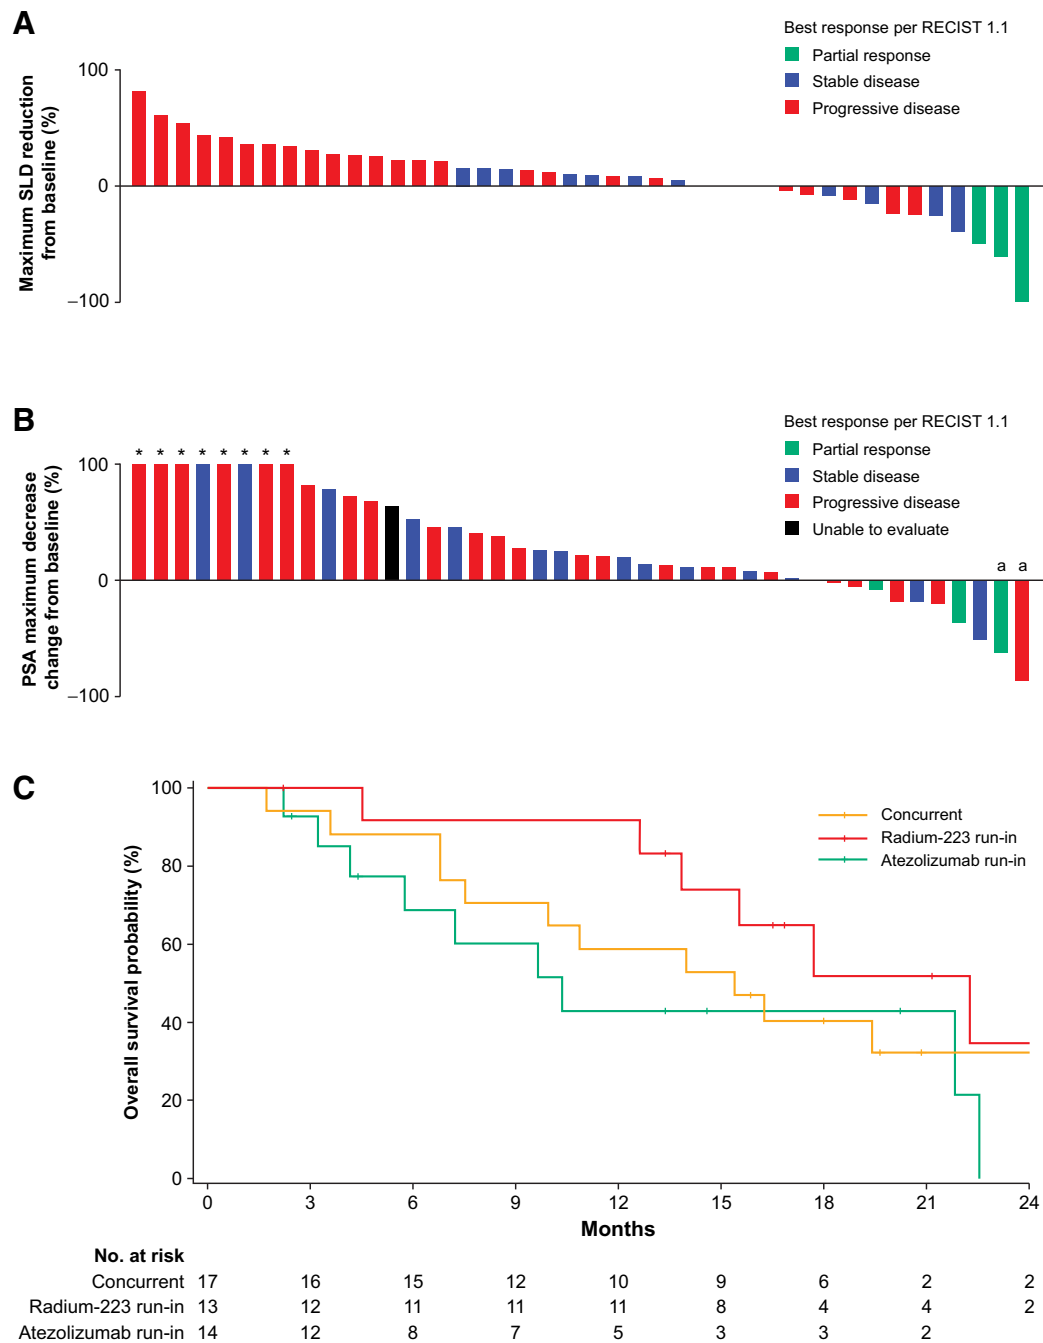 A
Best response per RECIST 1.1
Partial response
Stable disease
Progressive disease
Maximum SLD reduction
from baseline (%)
100
0
–100
B
Best response per RECIST 1.1
Partial response
Stable disease
Progressive disease
Unable to evaluate
PSA maximum decrease
change from baseline (%)
100
0
–100
* * * * * * * *
a a
C
Overall survival probability (%)
100
80
60
40
20
0
Concurrent
Radium-223 run-in
Atezolizumab run-in
0 3 6 9 12 15 18 21 24
Months
No. at risk
Concurrent 17 16 15 12 10 9 6 2 2
Radium-223 run-in 13 12 11 11 11 8 4 4 2
Atezolizumab run-in 14 12 8 7 5 3 3 2